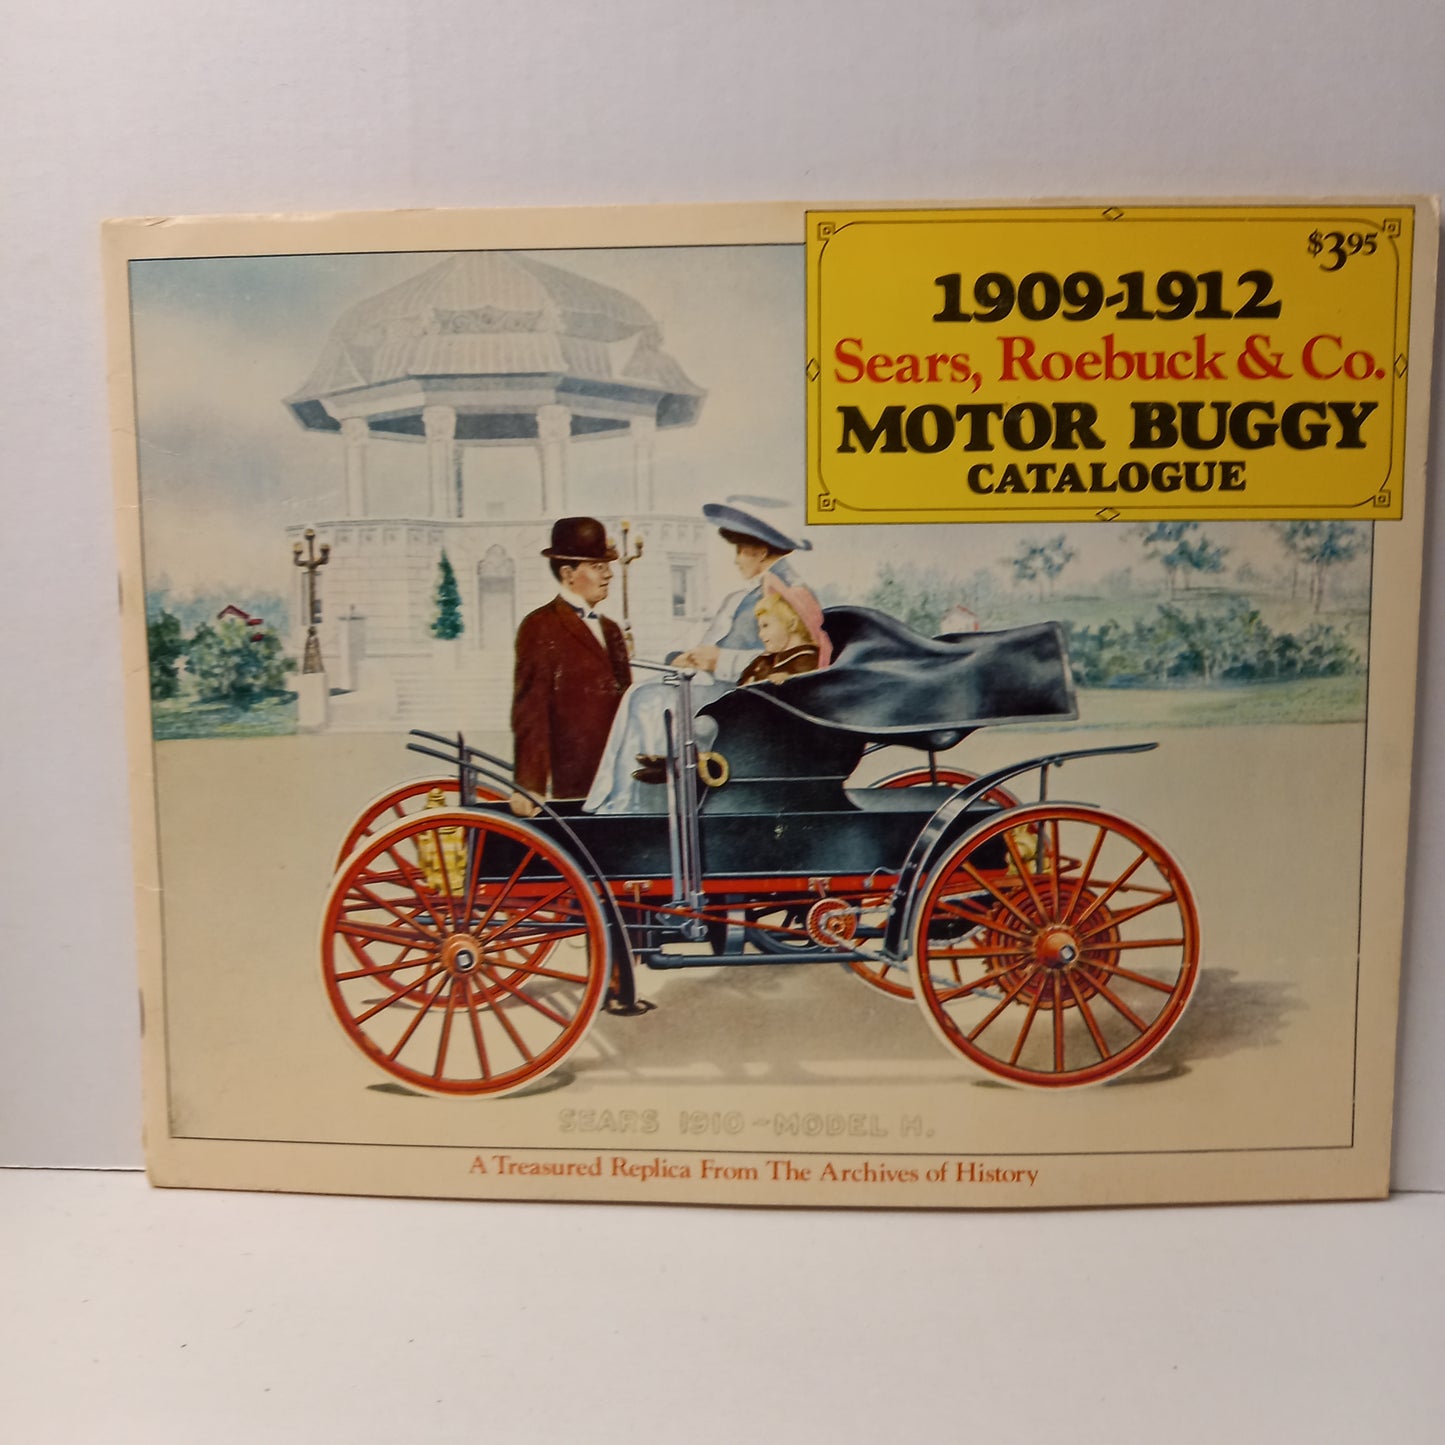 $3.95
1909-1912
Sears, Roebuck & Co.
MOTOR BUGGY
CATALOGUE
SEARS 1910~MODEL H.
A Treasured Replica From The Archives of History